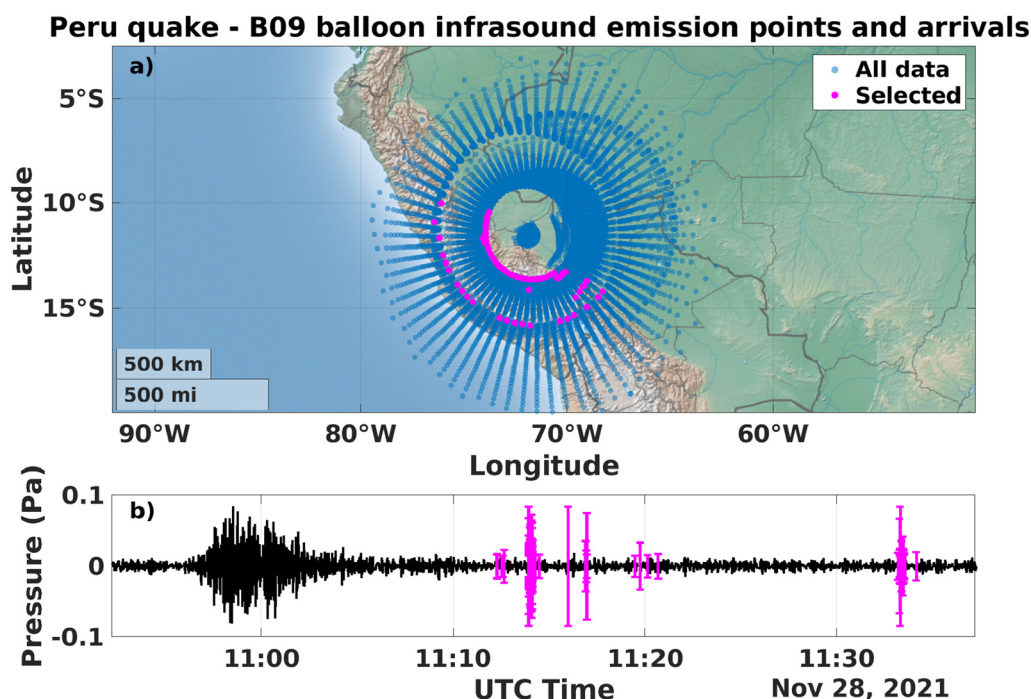 Peru quake - B09 balloon infrasound emission points and arrivals
a)
All data
Selected
5°S
10°S
15°S
Latitude
500 km
500 mi
90°W 80°W 70°W 60°W
Longitude
b)
0.1
0
-0.1
Pressure (Pa)
11:00 11:10 11:20 11:30
UTC Time
Nov 28, 2021